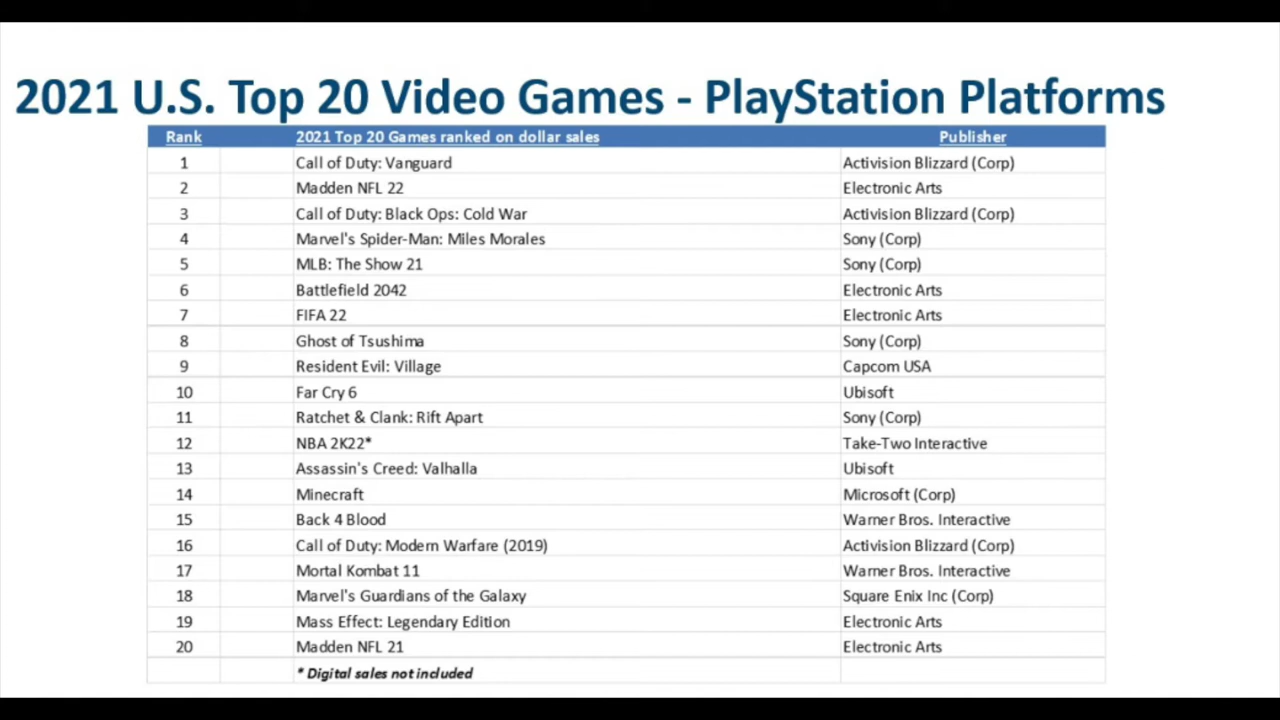 2021 U.S. Top 20 Video Games - PlayStation Platforms
Rank 2021 Top 20 Games ranked on dollar sales Publisher
1 Call of Duty: Vanguard Activision Blizzard (Corp)
2 Madden NFL 22 Electronic Arts
3 Call of Duty: Black Ops: Cold War Activision Blizzard (Corp)
4 Marvel's Spider-Man: Miles Morales Sony (Corp)
5 MLB: The Show 21 Sony (Corp)
6 Battlefield 2042 Electronic Arts
7 FIFA 22 Electronic Arts
8 Ghost of Tsushima Sony (Corp)
9 Resident Evil: Village Capcom USA
10 Far Cry 6 Ubisoft
11 Ratchet & Clank: Rift Apart Sony (Corp)
12 NBA 2K22* Take-Two Interactive
13 Assassin's Creed: Valhalla Ubisoft
14 Minecraft Microsoft (Corp)
15 Back 4 Blood Warner Bros. Interactive
16 Call of Duty: Modern Warfare (2019) Activision Blizzard (Corp)
17 Mortal Kombat 11 Warner Bros. Interactive
18 Marvel's Guardians of the Galaxy Square Enix Inc (Corp)
19 Mass Effect: Legendary Edition Electronic Arts
20 Madden NFL 21 Electronic Arts
* Digital sales not included